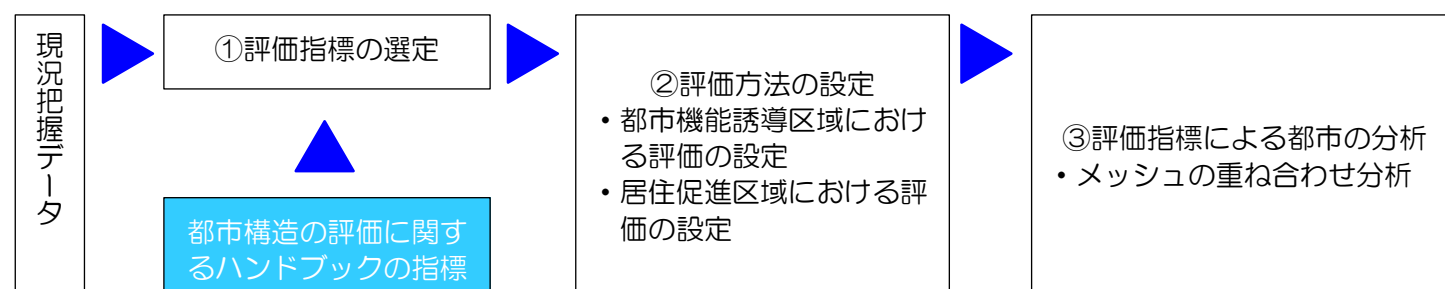 現況把握データ
①評価指標の選定
都市構造の評価に関す
るハンドブックの指標
②評価方法の設定
・都市機能誘導区域におけ
る評価の設定
・居住促進区域における評
価の設定
③評価指標による都市の分析
・メッシュの重ね合わせ分析